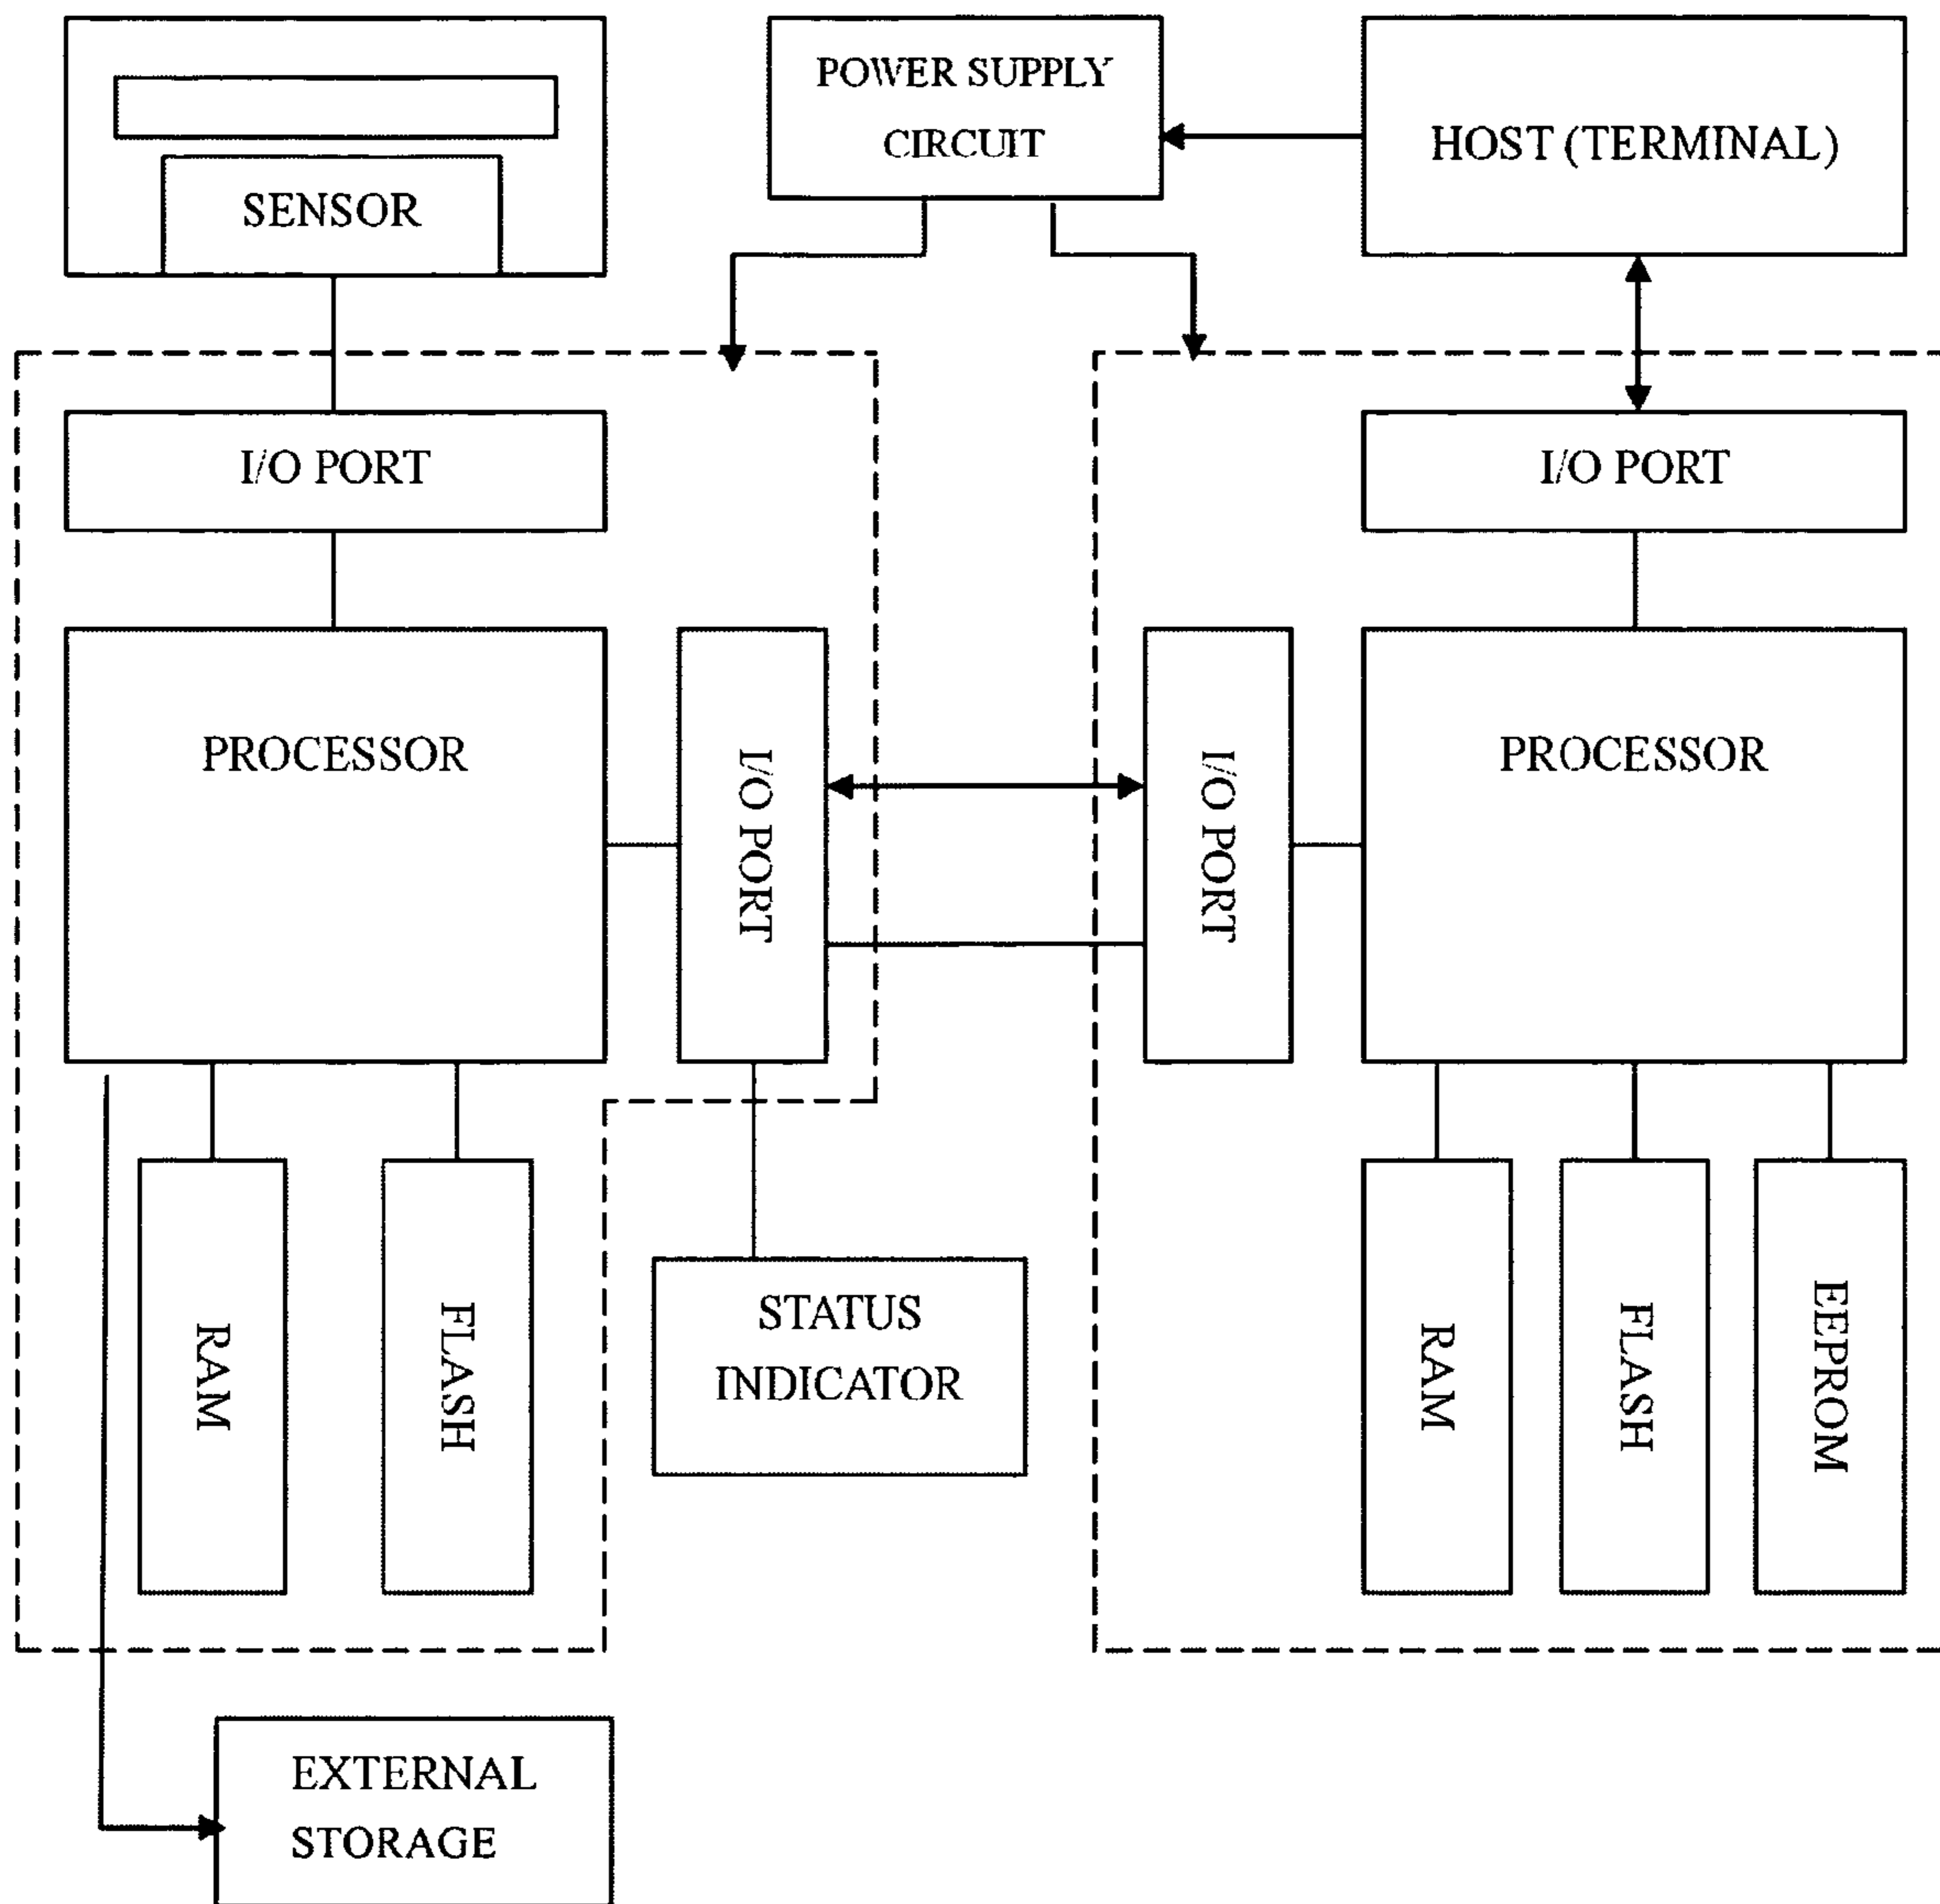 POWER SUPPLY
CIRCUIT
HOST (TERMINAL)
SENSOR
I/O PORT
I/O PORT
PROCESSOR
I/O PORT
I/O PORT
PROCESSOR
RAM
FLASH
STATUS
INDICATOR
RAM
FLASH
EEPROM
EXTERNAL
STORAGE